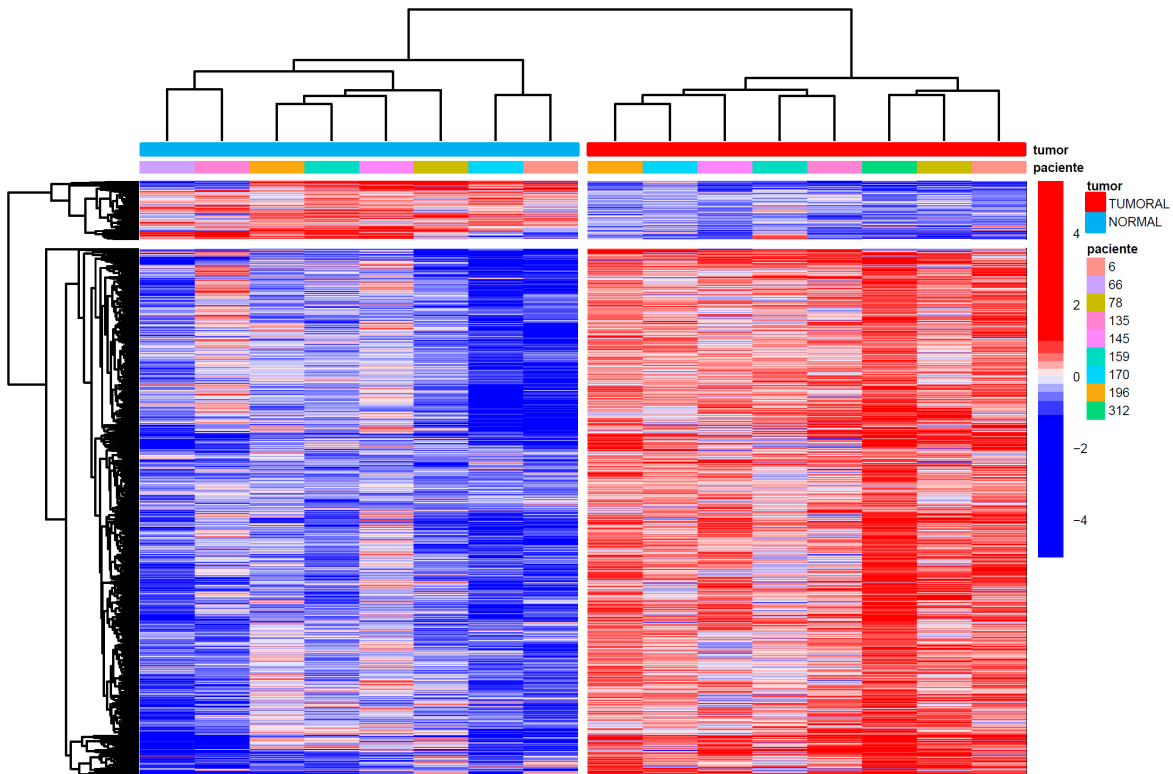 tumor
paciente
4
2
0
−2
−4
tumor
TUMORAL
NORMAL
paciente
6
66
78
135
145
159
170
196
312